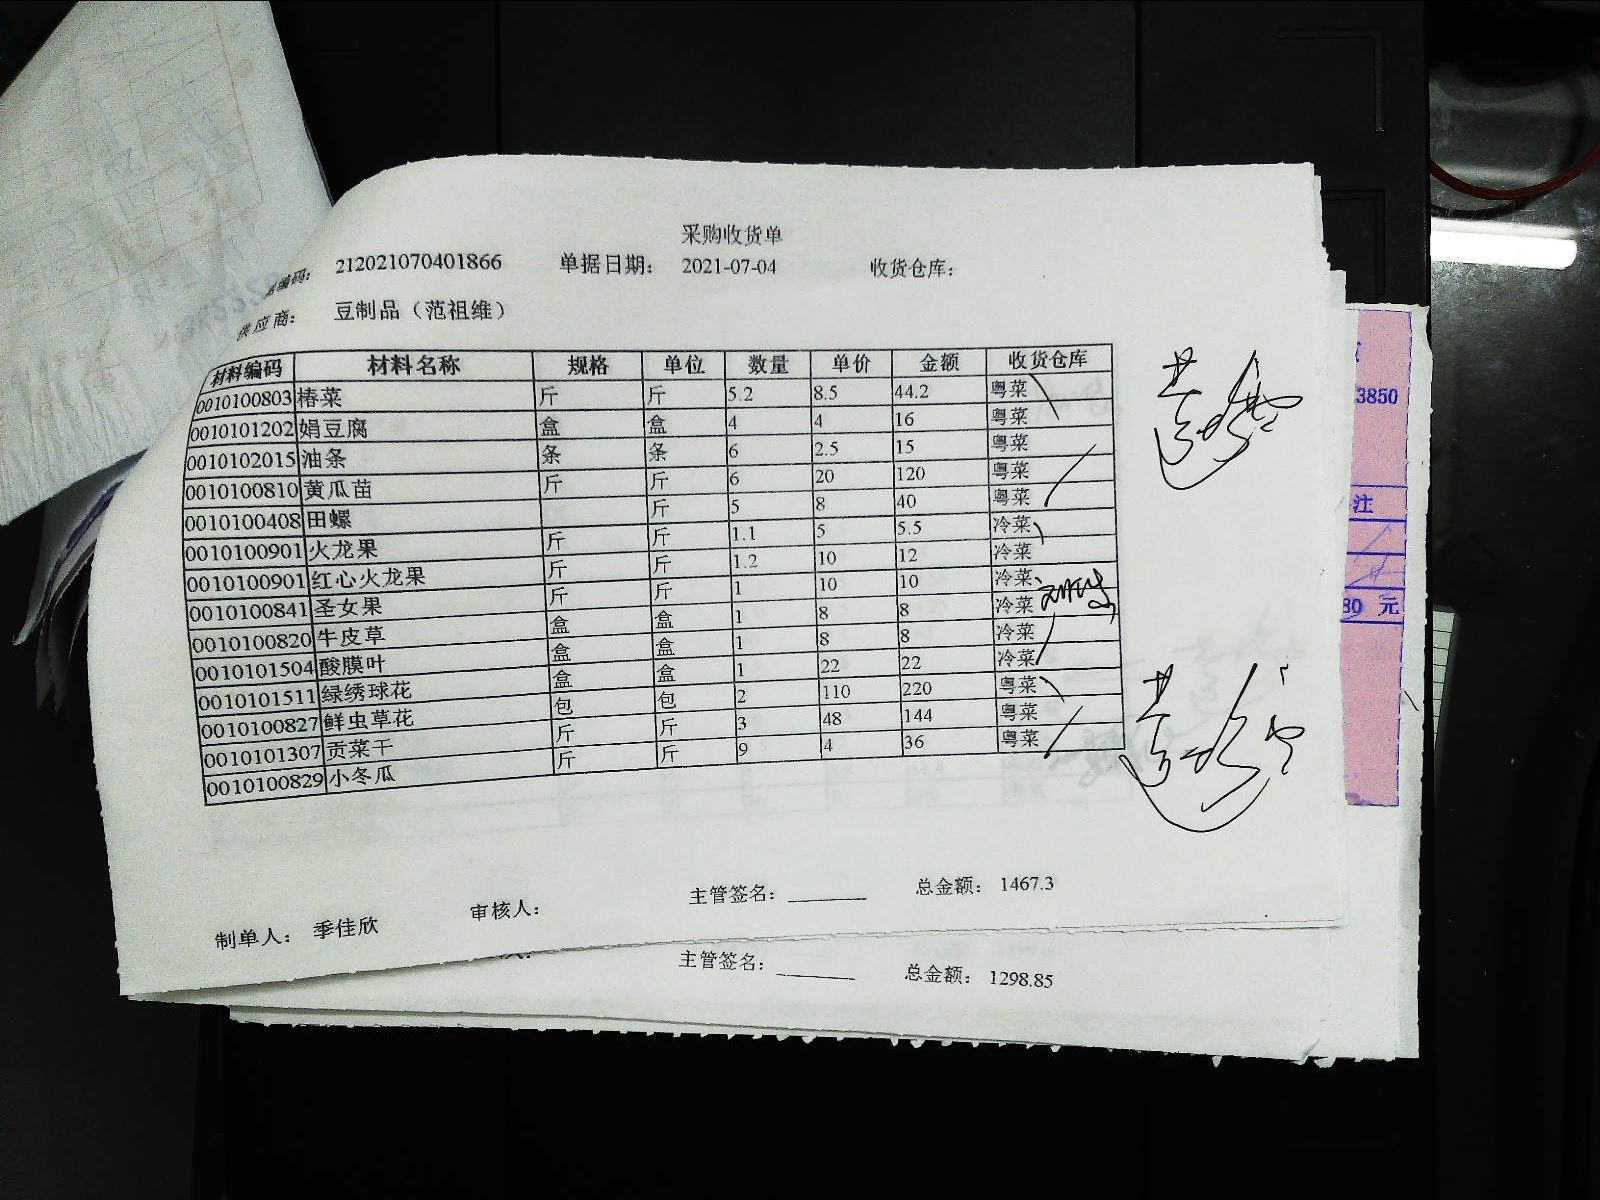 采购收货单
编码： 212021070401866 单据日期： 2021-07-04 收货仓库：
供应商： 豆制品（范祖维）
材料编码 材料名称 规格 单位 数量 单价 金额 收货仓库
0010100803 椿菜 斤 斤 5.2 8.5 44.2 粤菜
0010101202 娟豆腐 盒 盒 4 4 16 粤菜
0010102015 油条 条 条 6 2.5 15 粤菜
0010100810 黄瓜苗 斤 斤 6 20 120 粤菜
0010100408 田螺 斤 5 8 40 粤菜
0010100901 火龙果 斤 斤 1.1 5 5.5 冷菜
0010100901 红心火龙果 斤 斤 1.2 10 12 冷菜
0010100841 圣女果 斤 斤 1 10 10 冷菜
0010100820 牛皮草 盒 盒 1 8 8 冷菜
0010101504 酸膜叶 盒 盒 1 8 8 冷菜
0010101511 绿绣球花 盒 盒 1 22 22 冷菜
0010100827 鲜虫草花 包 包 2 110 220 粤菜
0010101307 贡菜干 斤 斤 3 48 144 粤菜
0010100829 小冬瓜 斤 斤 9 4 36 粤菜
制单人： 季佳欣 审核人： 主管签名： 总金额： 1467.3
主管签名： 总金额： 1298.85
3850
注
80 元